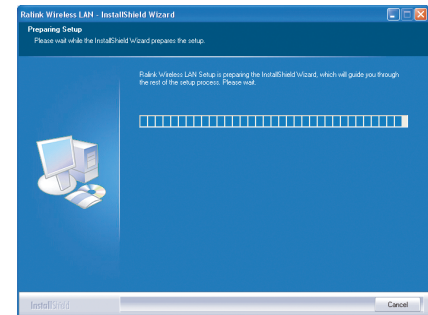 Ralink Wireless LAN - InstallShield Wizard
Preparing Setup
Please wait while the InstallShield Wizard prepares the setup.
Ralink Wireless LAN Setup is preparing the InstallShield Wizard, which will guide you through
the rest of the setup process. Please wait.
InstallShield
Cancel